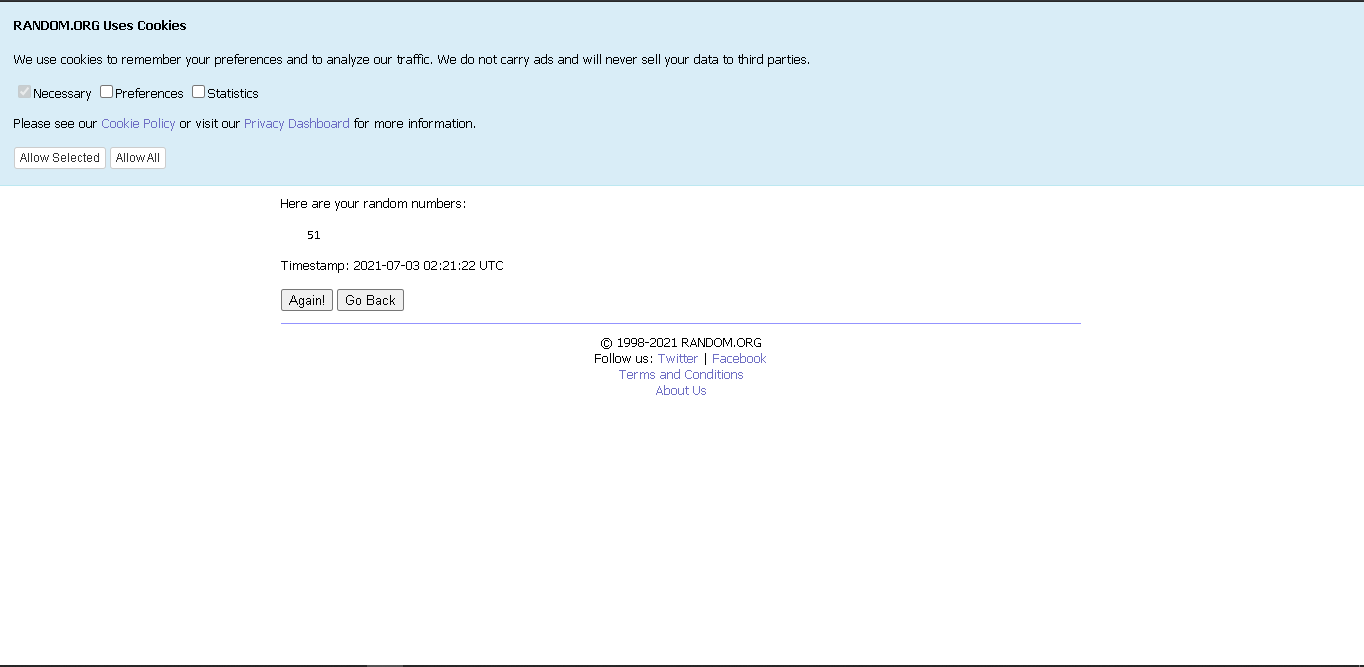 RANDOM.ORG Uses Cookies
We use cookies to remember your preferences and to analyze our traffic. We do not carry ads and will never sell your data to third parties.
Necessary Preferences Statistics
Please see our Cookie Policy or visit our Privacy Dashboard for more information.
Allow Selected Allow All
Here are your random numbers:
51
Timestamp: 2021-07-03 02:21:22 UTC
Again! Go Back
© 1998-2021 RANDOM.ORG
Follow us: Twitter | Facebook
Terms and Conditions
About Us